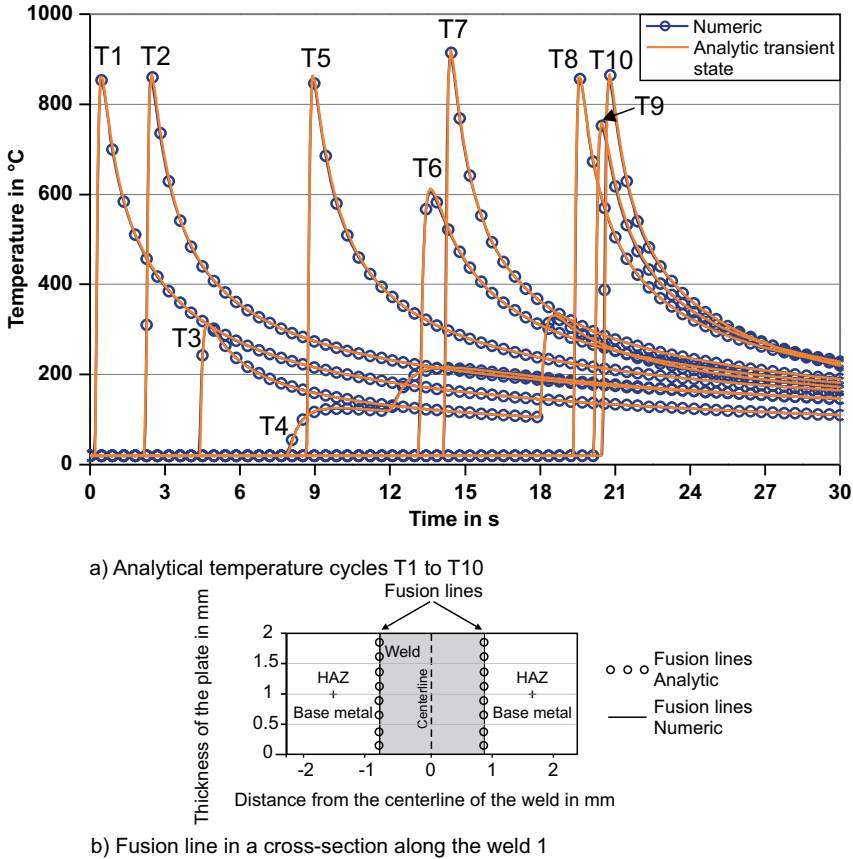 1000
800
600
400
200
0
Temperature in °C
T1
T2
T3
T4
T5
T6
T7
T8
T10
T9
Numeric
Analytic transient
state
0 3 6 9 12 15 18 21 24 27 30
Time in s
a) Analytical temperature cycles T1 to T10
Fusion lines
Thickness of the plate in mm
2
1.5
1
0.5
0
HAZ
+
Base metal
Weld
Centerline
HAZ
+
Base metal
-2 -1 0 1 2
Distance from the centerline of the weld in mm
Fusion lines
Analytic
Fusion lines
Numeric
b) Fusion line in a cross-section along the weld 1